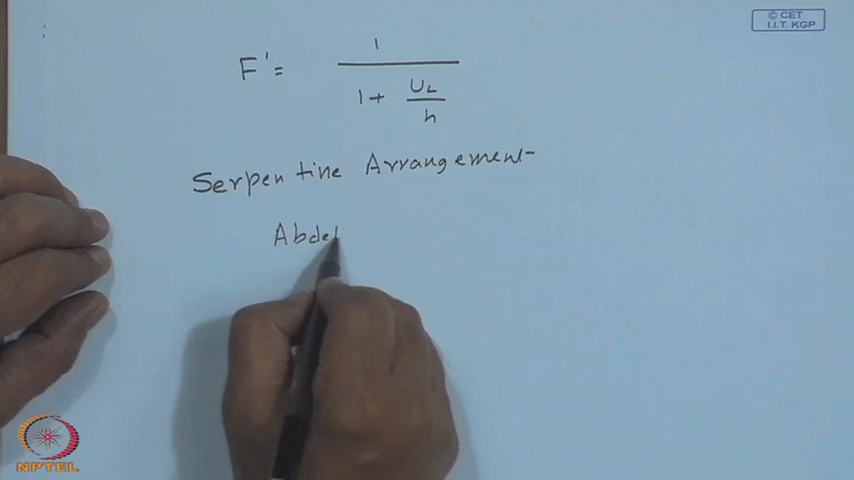 © CET
I.I.T. KGP
F' = 1 / (1 + U_L / h)
Serpentine Arrangement
Abdel
NPTEL